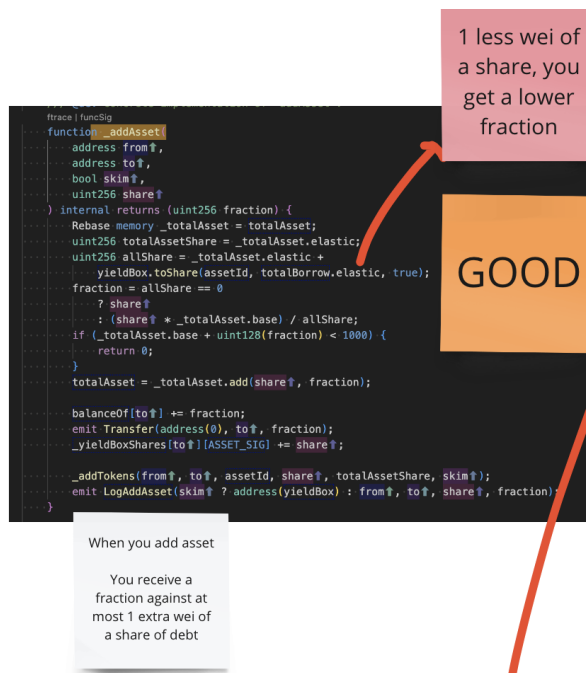 1 less wei of
a share, you
get a lower
fraction
ftrace | funcSig
function _addAsset(
address from↑,
address to↑,
bool skim↑,
uint256 share↑
) internal returns (uint256 fraction) {
Rebase memory _totalAsset = totalAsset;
uint256 totalAssetShare = _totalAsset.elastic;
uint256 allShare = _totalAsset.elastic +
yieldBox.toShare(assetId, totalBorrow.elastic, true);
fraction = allShare == 0
? share↑
: (share↑ * _totalAsset.base) / allShare;
if (_totalAsset.base + uint128(fraction) < 1000) {
return 0;
}
totalAsset = _totalAsset.add(share↑, fraction);
balanceOf[to↑] += fraction;
emit Transfer(address(0), to↑, fraction);
_yieldBoxShares[to↑][ASSET_SIG] += share↑;
_addTokens(from↑, to↑, assetId, share↑, totalAssetShare, skim↑);
emit LogAddAsset(skim↑ ? address(yieldBox) : from↑, to↑, share↑, fraction);
}
GOOD
When you add asset
You receive a
fraction against at
most 1 extra wei of
a share of debt